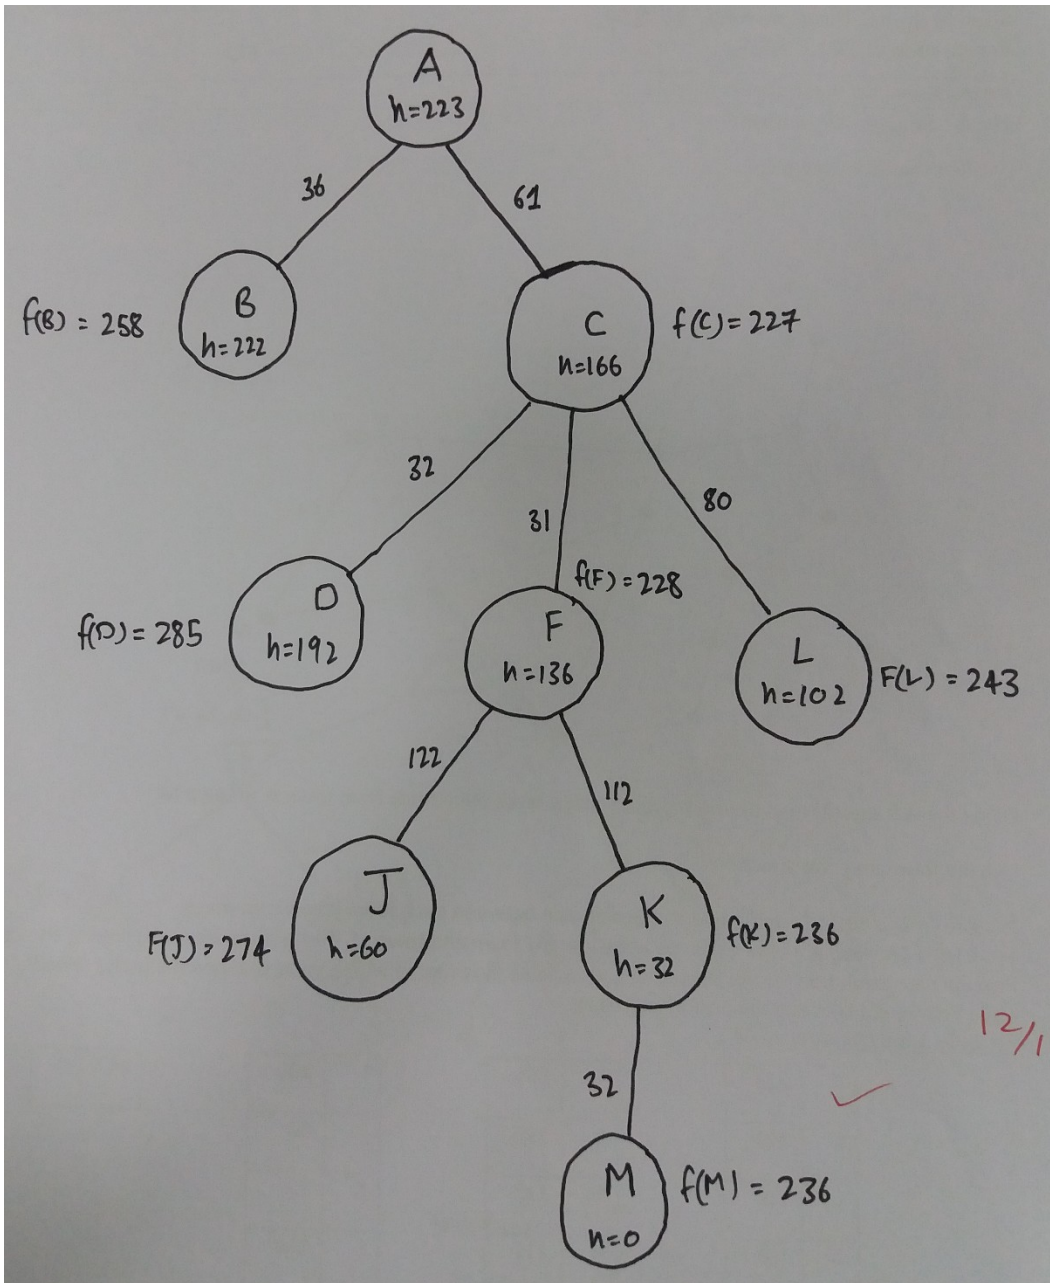 A
h=223
36
61
B
h=222
f(B) = 258
C
h=166
f(C)=227
32
31
80
D
h=192
f(D)= 285
f(F)=228
F
h=136
L
h=102
F(L) = 243
122
112
J
h=60
F(J)=274
K
h=32
f(K)=236
12/1
32
M
h=0
f(M) = 236